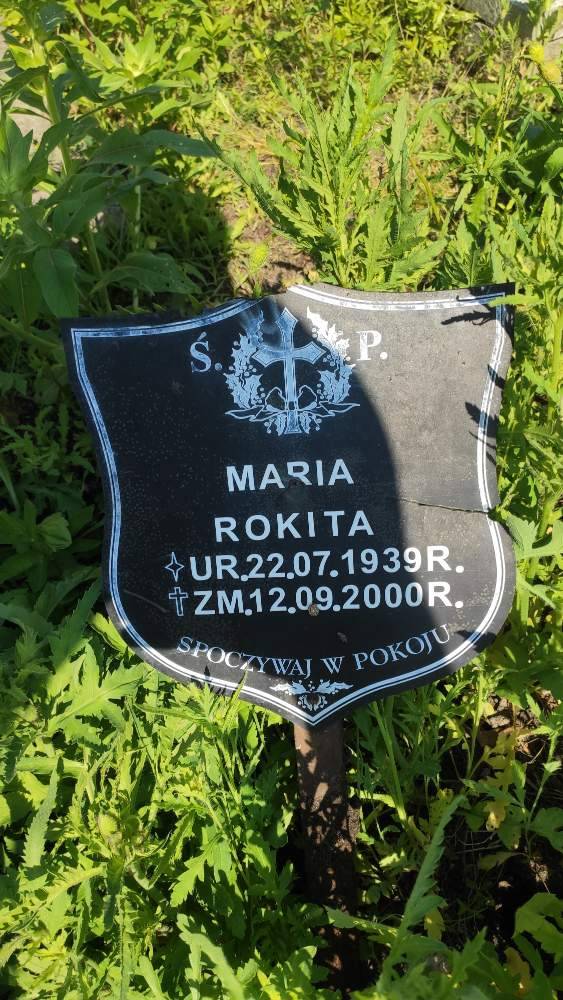 Ś. P.
MARIA
ROKITA
UR.22.07.1939R.
ZM.12.09.2000R.
SPOCZYWAJ W POKOJU